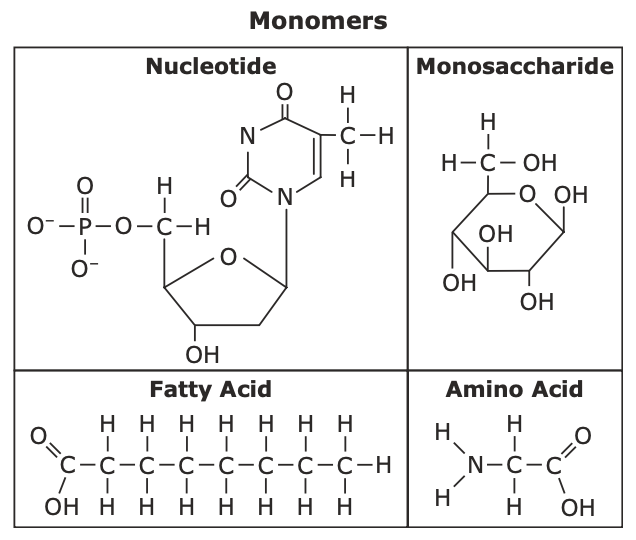 Monomers
Nucleotide
O
H
N
C
H
H
O
N
O
H
O⁻
P
O
C
H
O⁻
O
OH
Monosaccharide
H
H
C
OH
O
OH
OH
OH
OH
Fatty Acid
H H H H H H H
O
C C C C C C C C H
OH H H H H H H H
Amino Acid
H
H
O
N C C
H
H
OH